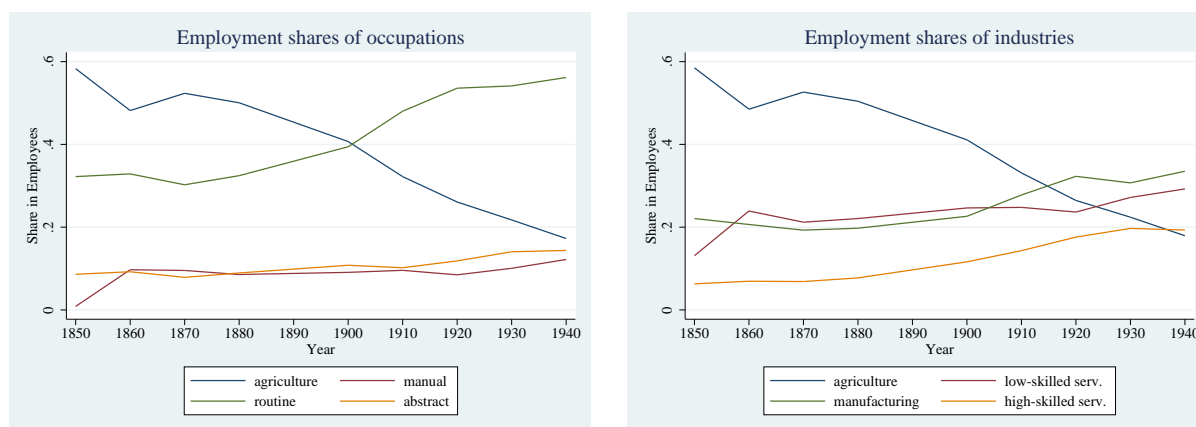 Employment shares of occupations
Share in Employees
0 .2 .4 .6
1850 1860 1870 1880 1890 1900 1910 1920 1930 1940
Year
agriculture manual
routine abstract
Employment shares of industries
Share in Employees
0 .2 .4 .6
1850 1860 1870 1880 1890 1900 1910 1920 1930 1940
Year
agriculture low-skilled serv.
manufacturing high-skilled serv.